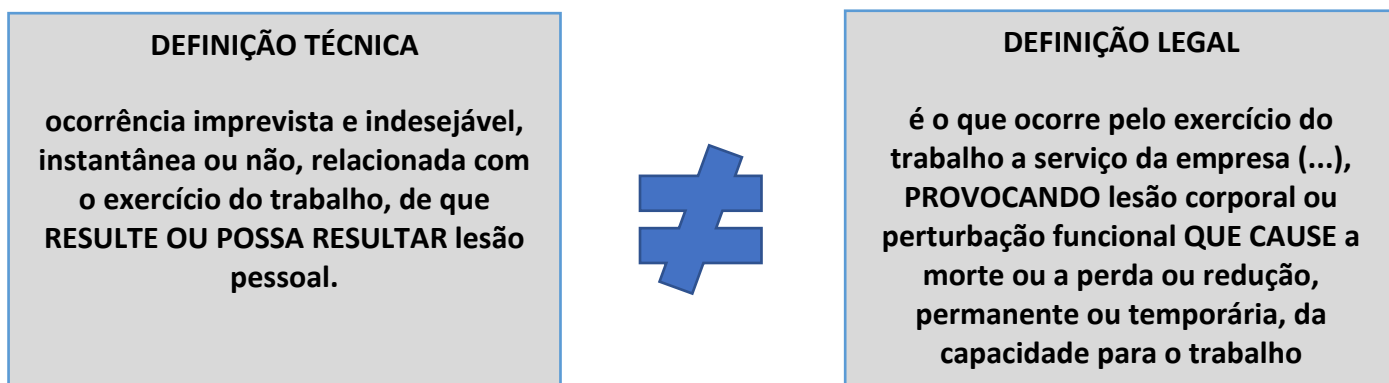 DEFINIÇÃO TÉCNICA
ocorrência imprevista e indesejável,
instantânea ou não, relacionada com
o exercício do trabalho, de que
RESULTE OU POSSA RESULTAR lesão
pessoal.
DEFINIÇÃO LEGAL
é o que ocorre pelo exercício do
trabalho a serviço da empresa (...),
PROVOCANDO lesão corporal ou
perturbação funcional QUE CAUSE a
morte ou a perda ou redução,
permanente ou temporária, da
capacidade para o trabalho